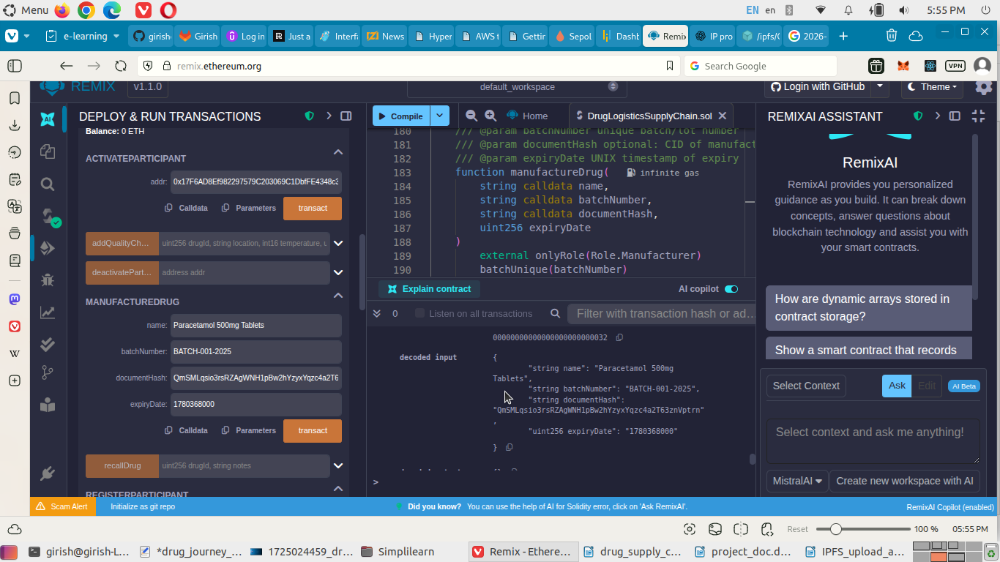 Menu
EN en 5:55 PM
e-learning girish Girish Log in Just a Interfa News Hyper AWS t Gettir Sepol Dashb Remix IP pro /ipfs/ 2026-
remix.ethereum.org
Search Google
VPN
REMIX v1.1.0 default_workspace Login with GitHub Theme
DEPLOY & RUN TRANSACTIONS
Balance: 0 ETH
ACTIVATEPARTICIPANT
addr: 0x17F6AD8Ef982297579C203069C1DbfFE4348c3
Calldata Parameters transact
addQualityCh... uint256 drugId, string location, int16 temperature, u
deactivatePart... address addr
MANUFACTUREDRUG
name: Paracetamol 500mg Tablets
batchNumber: BATCH-001-2025
documentHash: QmSMLqsio3rsRZAgWNH1pBw2hYzyxYqzc4a2T6
expiryDate: 1780368000
Calldata Parameters transact
recallDrug uint256 drugId, string notes
REGISTERPARTICIPANT
Compile Home DrugLogisticsSupplyChain.sol
180 /// @param batchNumber unique batch/lot number
181 /// @param documentHash optional: CID of manufact
182 /// @param expiryDate UNIX timestamp of expiry
183 function manufactureDrug( infinite gas
184 string calldata name,
185 string calldata batchNumber,
186 string calldata documentHash,
187 uint256 expiryDate
188 )
189 external onlyRole(Role.Manufacturer)
190 batchUnique(batchNumber)
Explain contract AI copilot
0 Listen on all transactions Filter with transaction hash or ad...
00000000000000000000000032
decoded input {
"string name": "Paracetamol 500mg
Tablets",
"string batchNumber": "BATCH-001-2025",
"string documentHash":
"QmSMLqsio3rsRZAgWNH1pBw2hYzyxYqzc4a2T63znVptrn"
,
"uint256 expiryDate": "1780368000"
}
>
REMIXAI ASSISTANT
RemixAI
RemixAI provides you personalized
guidance as you build. It can break down
concepts, answer questions about
blockchain technology and assist you with
your smart contracts.
How are dynamic arrays stored in
contract storage?
Show a smart contract that records
Select Context Ask Edit AI Beta
Select context and ask me anything!
MistralAI Create new workspace with AI
Scam Alert Initialize as git repo Did you know? You can use the help of AI for Solidity error, click on 'Ask RemixAI'. RemixAI Copilot (enabled)
Reset 100 % 05:55 PM
girish@girish-L... *drug_journey_... 1725024459_dr... Simplilearn Remix - Ethere... drug_supply_c... project_doc.d... IPFS_upload_a...